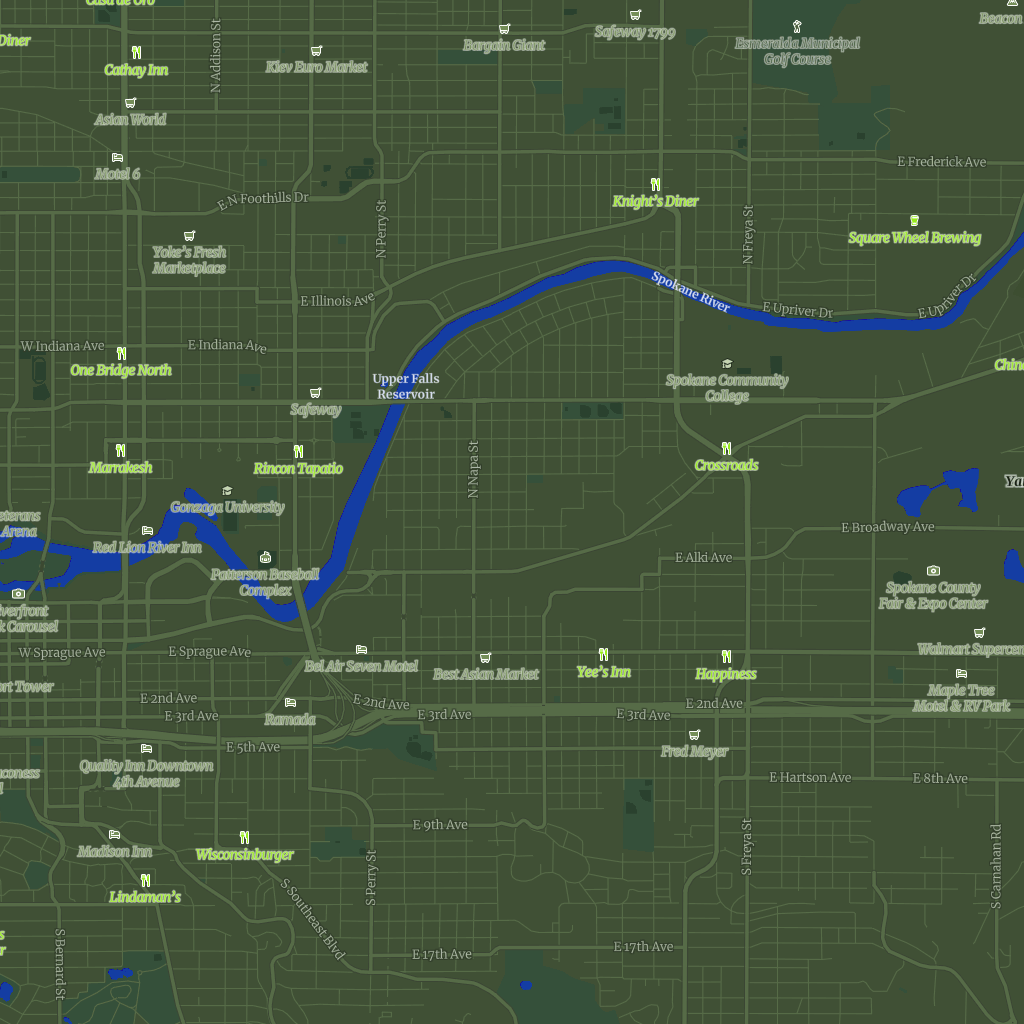 Casa de Oro
Diner
Cathay Inn
N Addison St
Kiev Euro Market
Bargain Giant
Safeway 1799
Esmeralda Municipal
Golf Course
Beacon
Asian World
Motel 6
E N Foothills Dr
N Perry St
Knight's Diner
N Freya St
E Frederick Ave
Square Wheel Brewing
Yoke's Fresh
Marketplace
E Illinois Ave
Spokane River
E Upriver Dr
E Upriver Dr
W Indiana Ave
E Indiana Ave
One Bridge North
Upper Falls
Reservoir
Safeway
Spokane Community
College
Marrakesh
Rincon Tapatio
N Napa St
Crossroads
Gonzaga University
Arena
Red Lion River Inn
E Broadway Ave
E Alki Ave
Patterson Baseball
Complex
Spokane County
Fair & Expo Center
Carousel
W Sprague Ave
E Sprague Ave
Bel Air Seven Motel
Best Asian Market
Yee's Inn
Happiness
Walmart
Maple Tree
Motel & RV Park
Tower
E 2nd Ave
E 3rd Ave
Ramada
E 2nd Ave
E 3rd Ave
E 3rd Ave
E 2nd Ave
E 5th Ave
Fred Meyer
Quality Inn Downtown
4th Avenue
E Hartson Ave
E 8th Ave
E 9th Ave
Madison Inn
Wisconsinburger
Lindaman's
S Perry St
S Freya St
S Carnahan Rd
S Southeast Blvd
S Bernard St
E 17th Ave
E 17th Ave